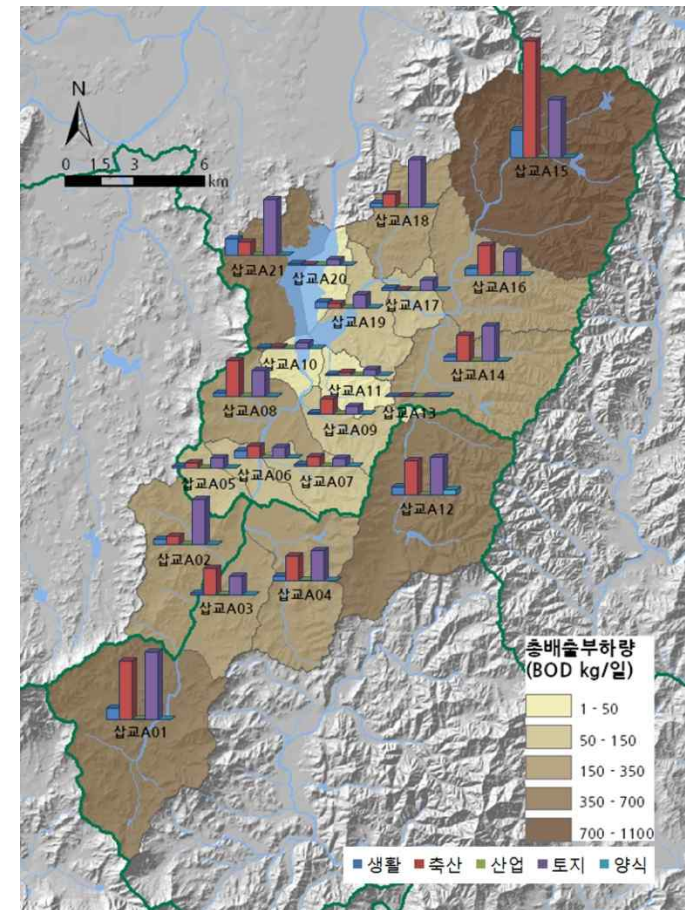 N
0 1.5 3 6
km
삽교A15
삽교A18
삽교A21
삽교A20
삽교A16
삽교A17
삽교A19
삽교A10
삽교A14
삽교A11
삽교A08
삽교A13
삽교A09
삽교A06
삽교A05
삽교A07
삽교A12
삽교A02
삽교A03
삽교A04
삽교A01
총배출부하량
(BOD kg/일)
1 - 50
50 - 150
150 - 350
350 - 700
700 - 1100
생활 축산 산업 토지 양식